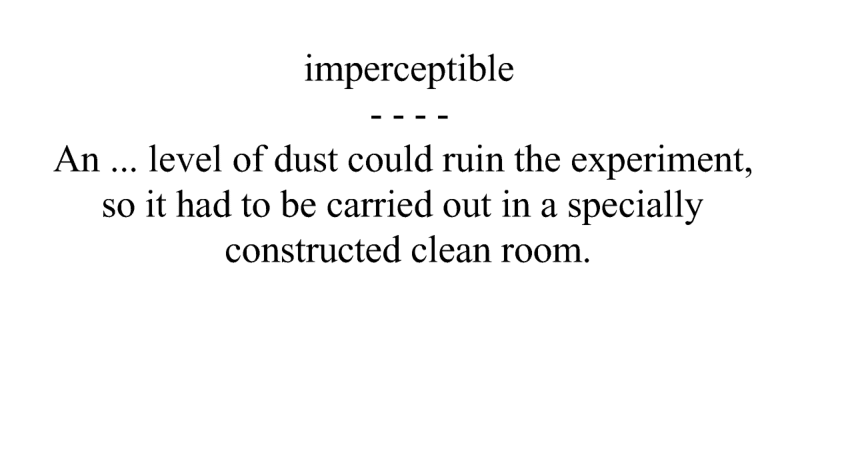 imperceptible
- - - -
An ... level of dust could ruin the experiment,
so it had to be carried out in a specially
constructed clean room.